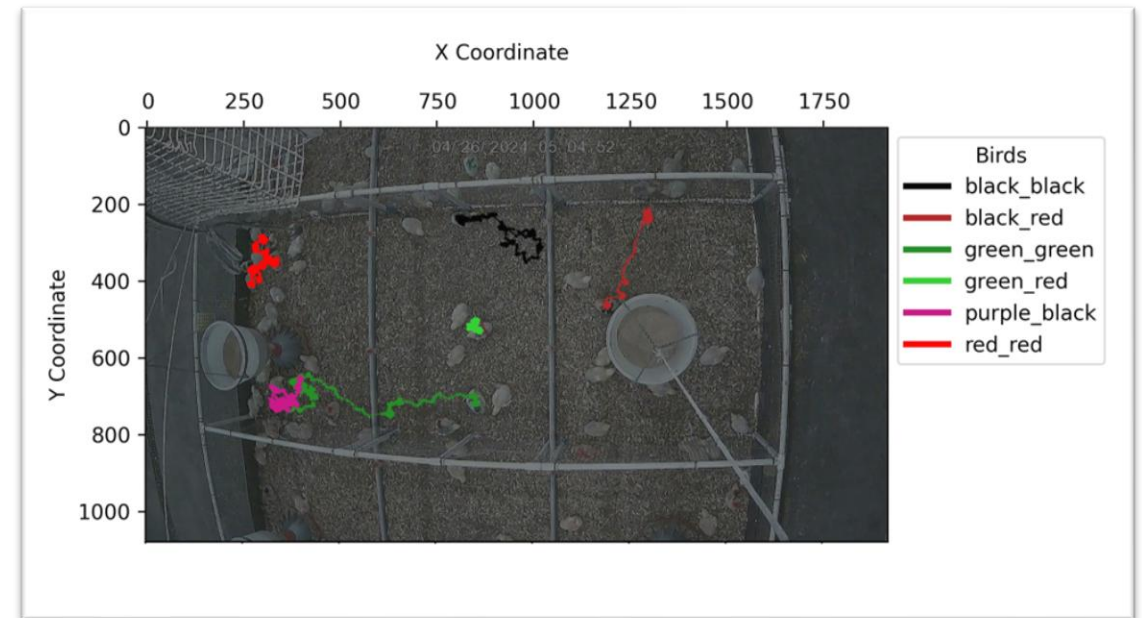 X Coordinate
0 250 500 750 1000 1250 1500 1750
0
200
400
600
800
1000
Y Coordinate
04/26/2024 05:04:52
Birds
black_black
black_red
green_green
green_red
purple_black
red_red